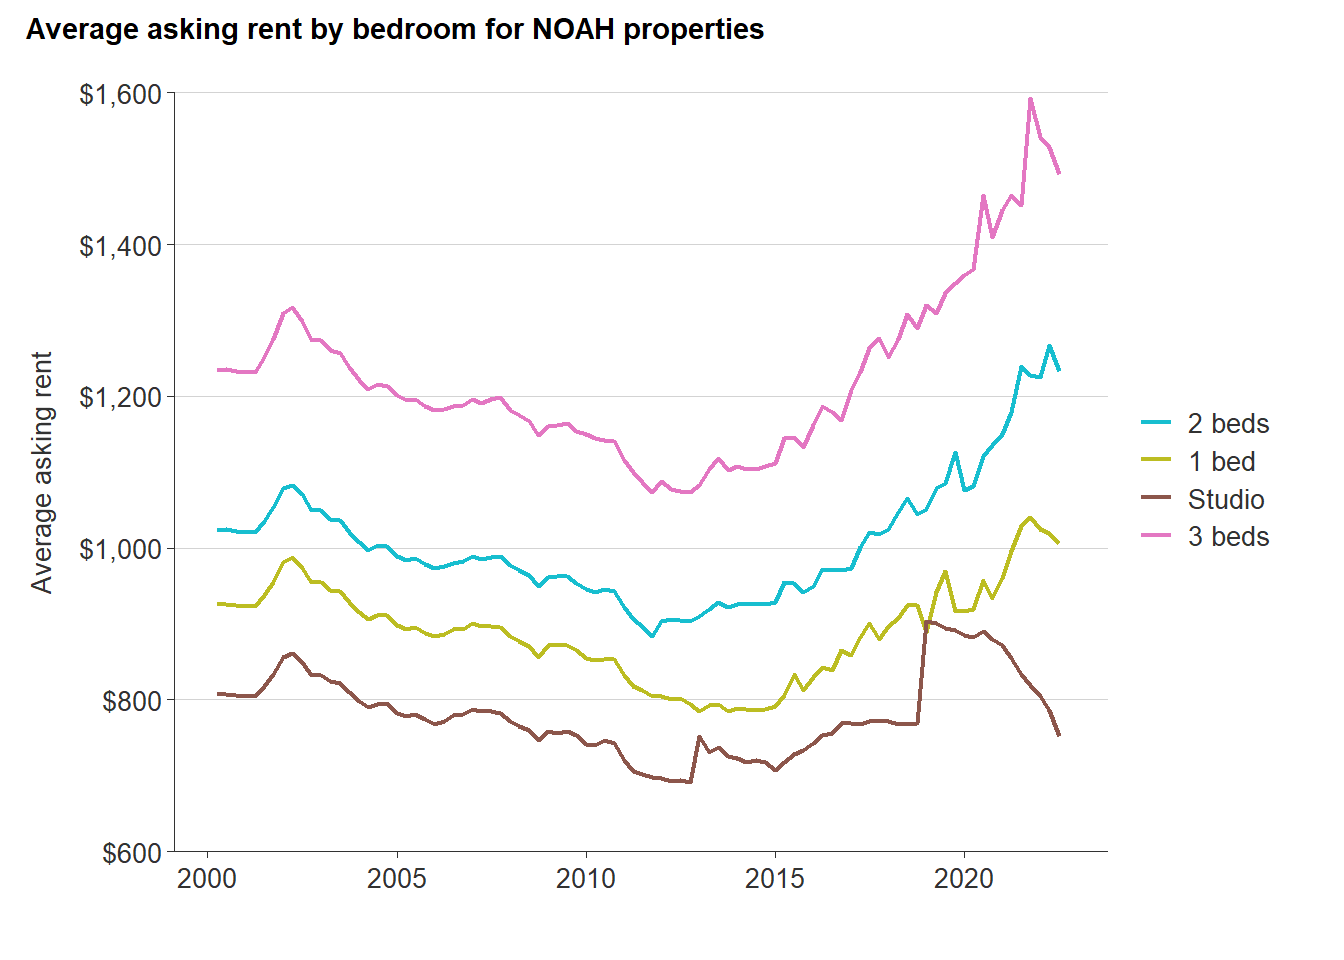 Average asking rent by bedroom for NOAH properties
$1,600
$1,400
$1,200
$1,000
$800
$600
Average asking rent
2000 2005 2010 2015 2020
2 beds
1 bed
Studio
3 beds